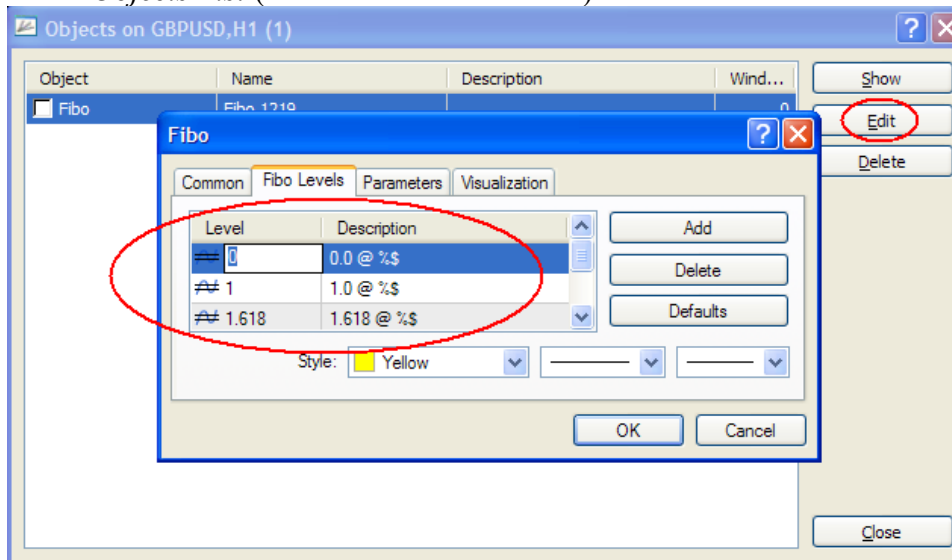 Objects on GBPUSD,H1 (1)
Object Name Description Wind...
Show
Fibo Fibo 1219 0
Edit
Delete
Fibo
Common Fibo Levels Parameters Visualization
Level Description
Add
0 0.0 @ %$
Delete
1 1.0 @ %$
Defaults
1.618 1.618 @ %$
Style: Yellow
OK Cancel
Close